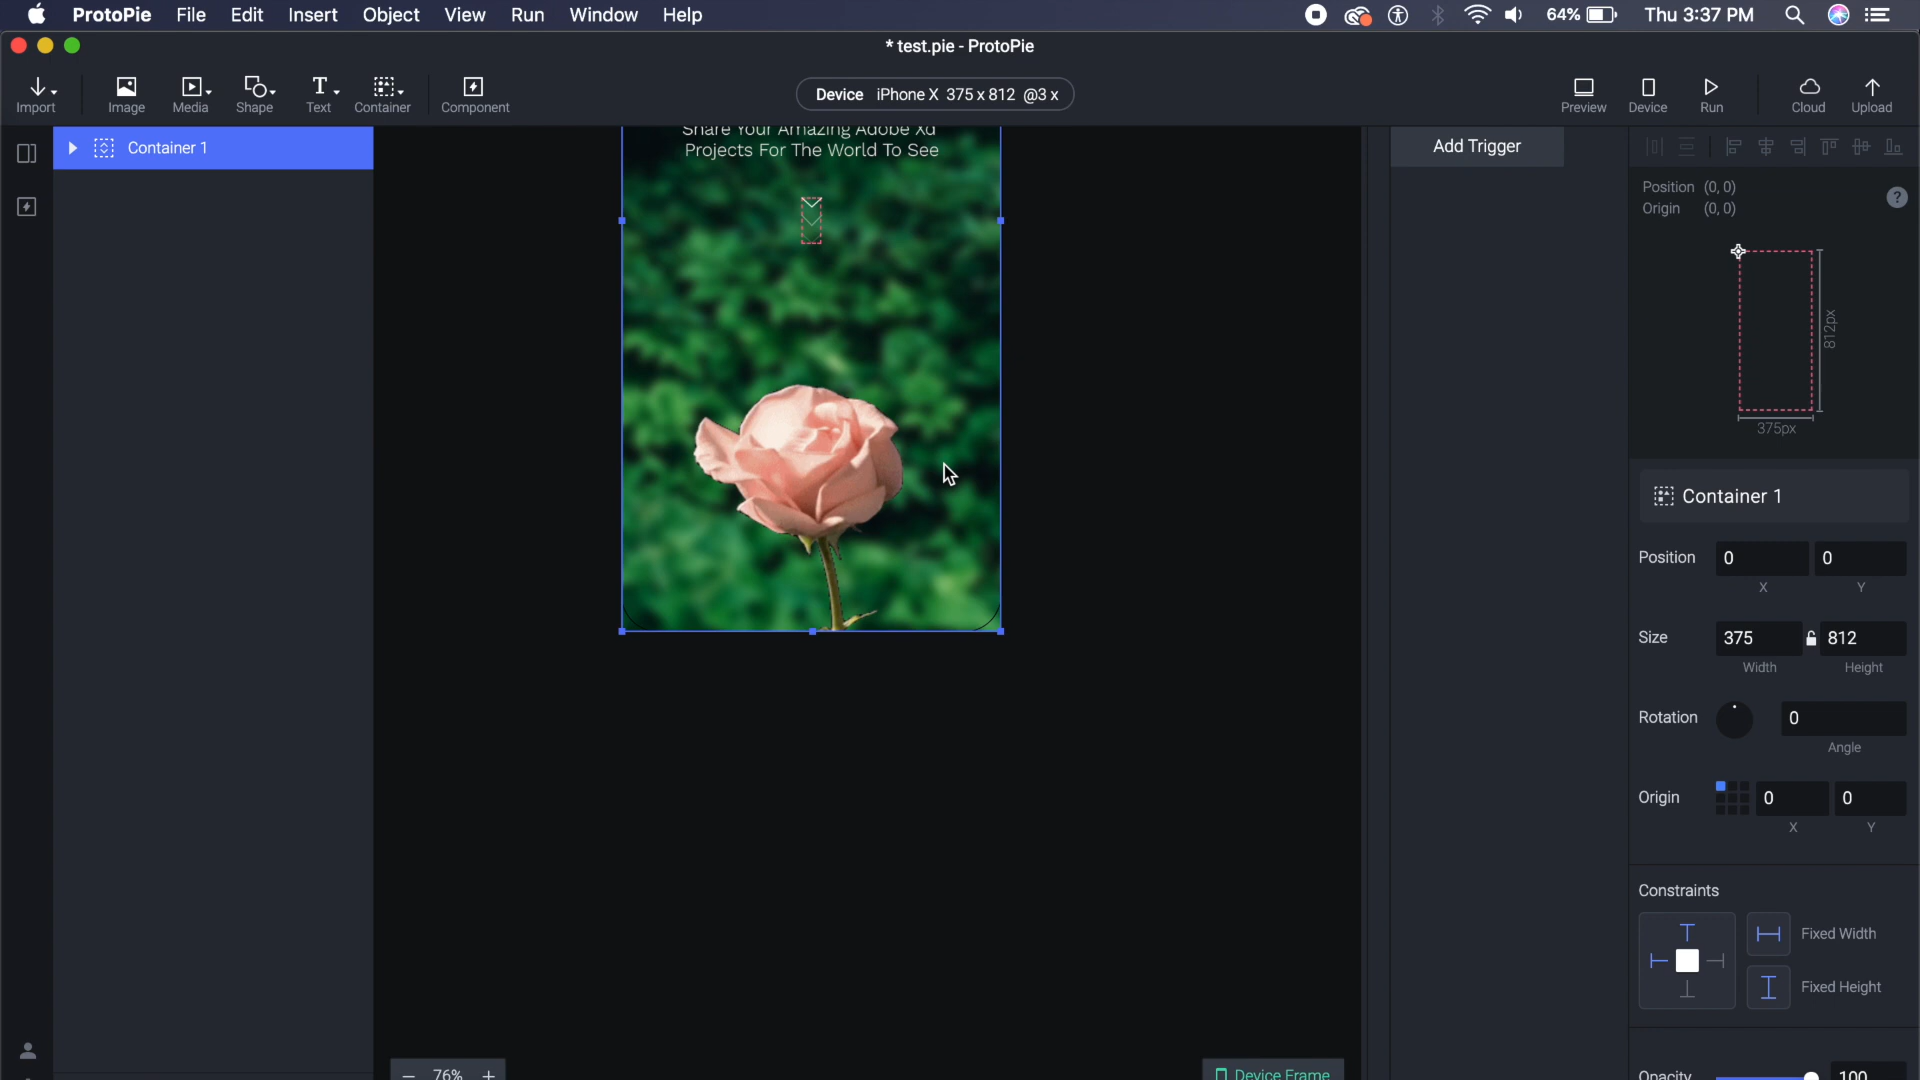 ProtoPie File Edit Insert Object View Run Window Help 64% Thu 3:37 PM
* test.pie - ProtoPie
Import Image Media Shape Text Container Component Device iPhone X 375 x 812 @3 x Preview Device Run Cloud Upload
Container 1
Share Your Amazing Adobe Xd
Projects For The World To See
Add Trigger
Position (0, 0)
Origin (0, 0)
?
812px
375px
Container 1
Position 0 0
X Y
Size 375 812
Width Height
Rotation 0
Angle
Origin 0 0
X Y
Constraints
Fixed Width
Fixed Height
Opacity 100
76%
Device Frame